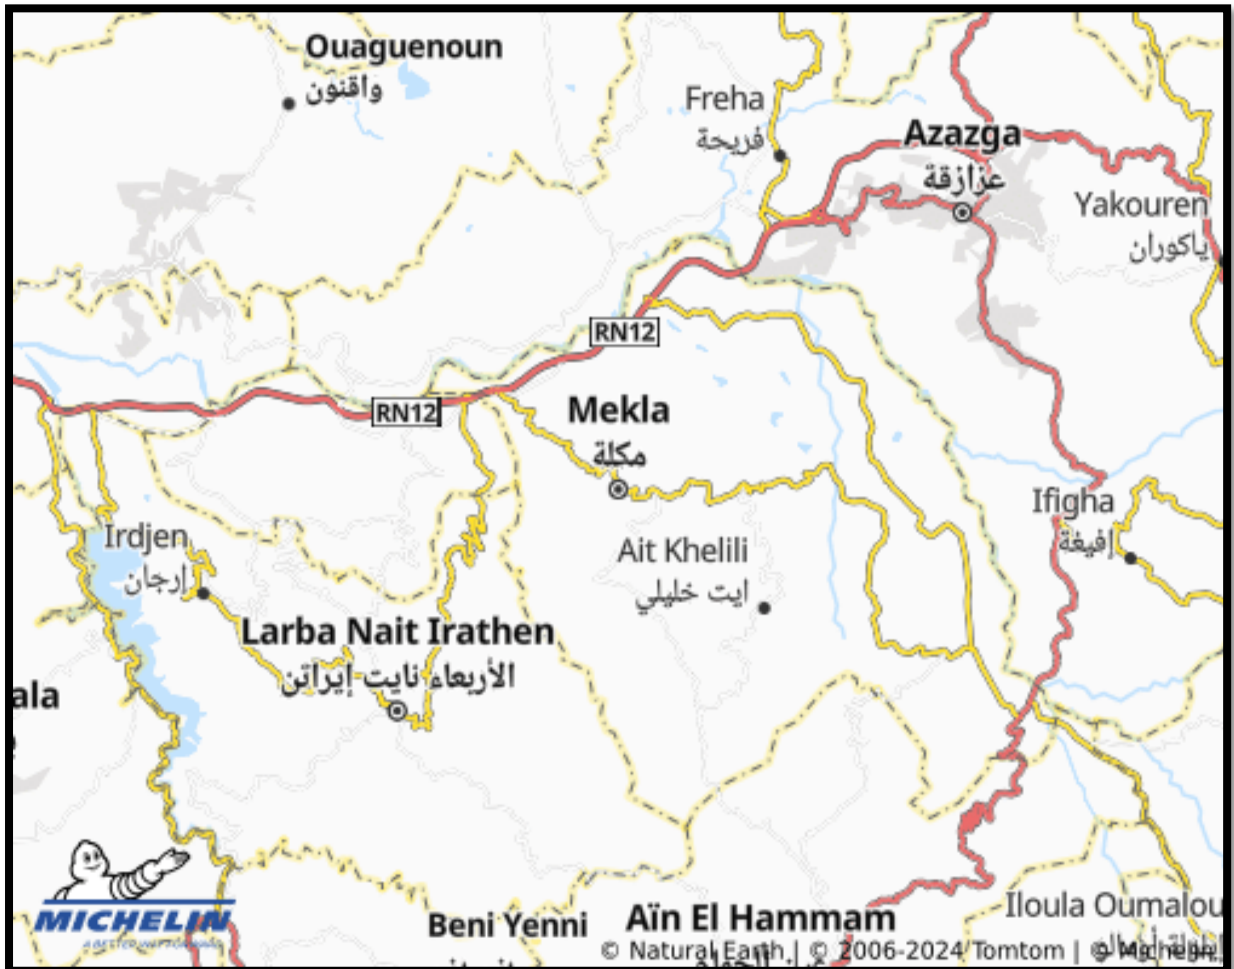 Ouaguenoun
واقنون
Freha
فريحة
Azazga
عزازقة
Yakouren
ياكوران
RN12
RN12
Mekla
مكلة
Ifigha
إفيغة
Irdjen
إرجان
Ait Khelili
ايت خليلي
Larba Nait Irathen
الأربعاء نايت إيراتن
ala
MICHELIN
Iloula Oumalou
Beni Yenni
Aïn El Hammam
© Natural Earth | © 2006-2024 Tomtom | © Michelin